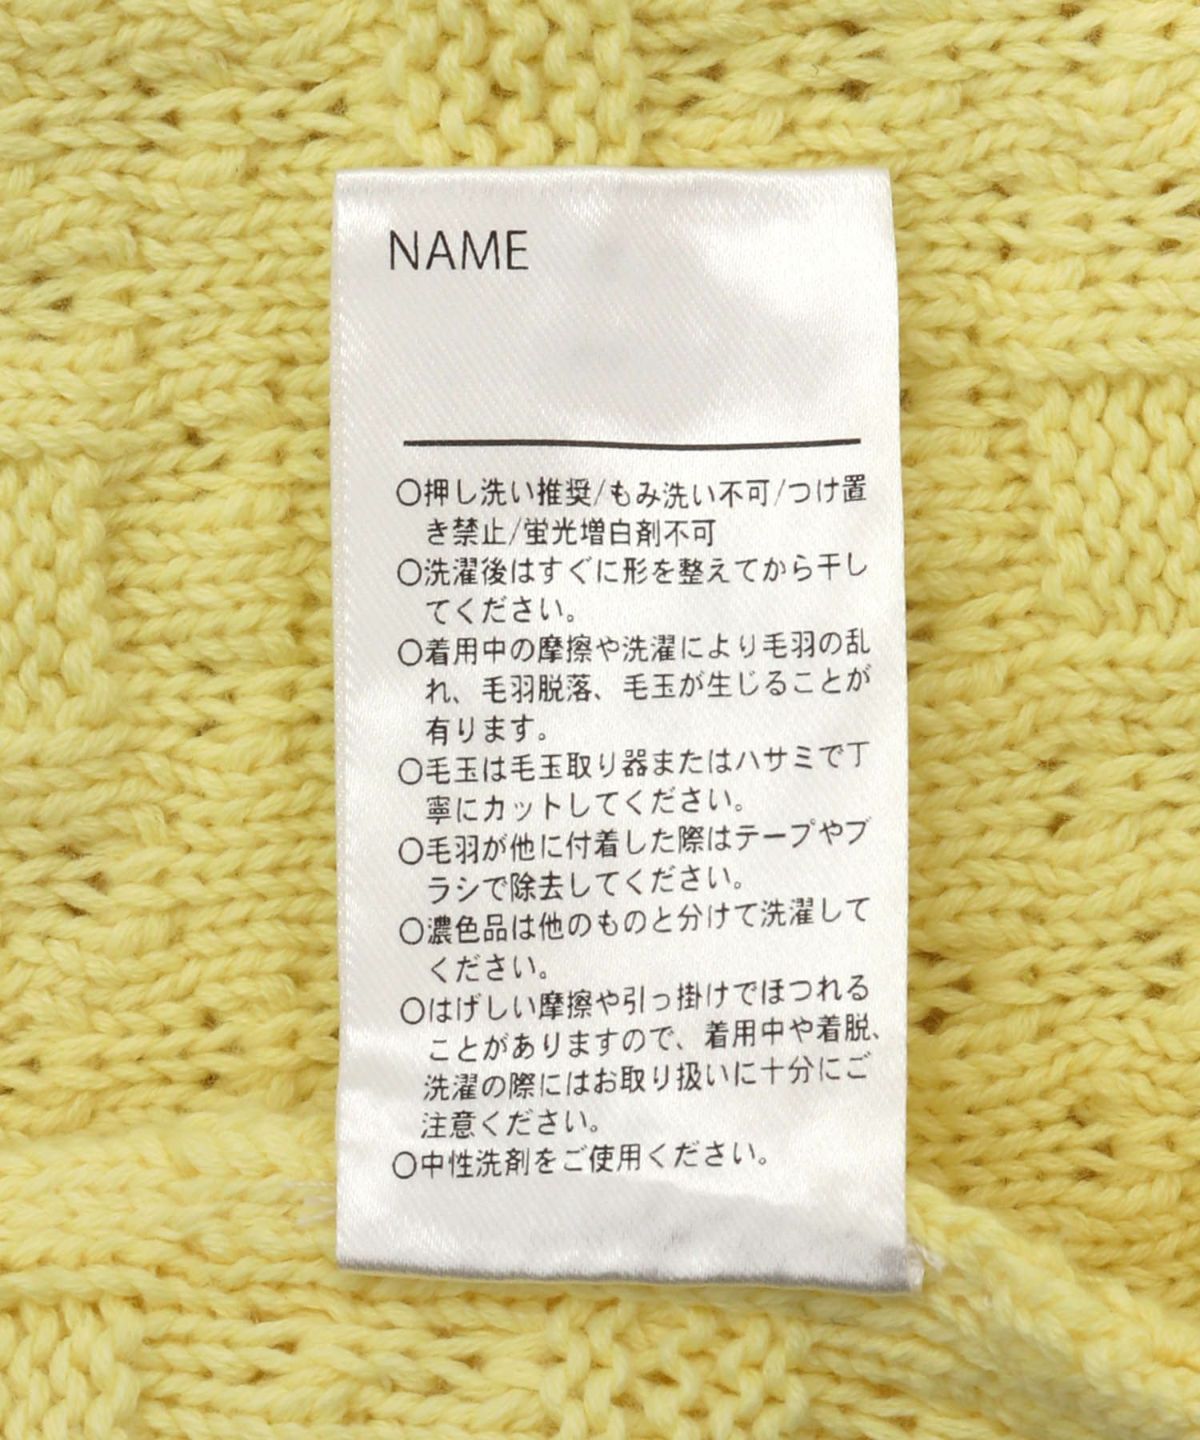 NAME
○押し洗い推奨/もみ洗い不可/つけ置
き禁止/蛍光増白剤不可
○洗濯後はすぐに形を整えてから干し
てください。
○着用中の摩擦や洗濯により毛羽の乱
れ、毛羽脱落、毛玉が生じることが
有ります。
○毛玉は毛玉取り器またはハサミで丁
寧にカットしてください。
○毛羽が他に付着した際はテープやブ
ラシで除去してください。
○濃色品は他のものと分けて洗濯して
ください。
○はげしい摩擦や引っ掛けでほつれる
ことがありますので、着用中や着脱、
洗濯の際にはお取り扱いに十分にご
注意ください。
○中性洗剤をご使用ください。